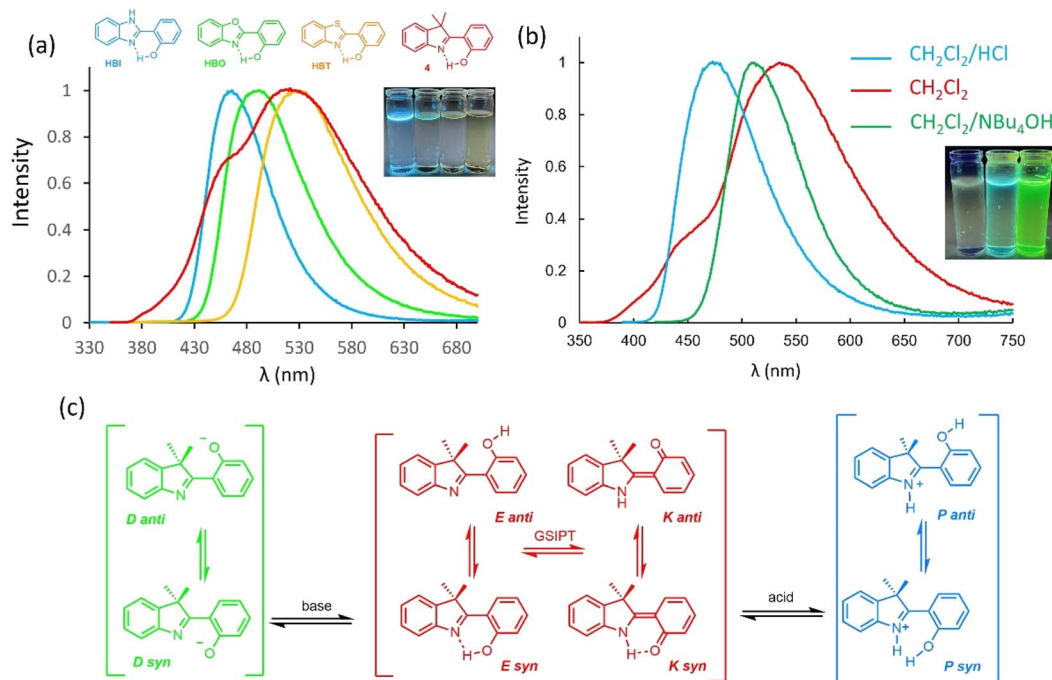 (a)
H
N
N
H
O
HBI
O
N
H
O
HBO
S
N
H
O
HBT
N
H
O
4
Intensity
1
0.8
0.6
0.4
0.2
0
330 380 430 480 530 580 630 680
λ (nm)
(b)
CH₂Cl₂/HCl
CH₂Cl₂
CH₂Cl₂/NBu₄OH
Intensity
1
0.8
0.6
0.4
0.2
0
350 400 450 500 550 600 650 700 750
λ (nm)
(c)
N
−
O
D anti
N
−
O
D syn
base
N
O
H
E anti
N
H
O
K anti
GSIPT
N
H
O
E syn
N
H
O
K syn
acid
N
+
H
O
H
P anti
N
+
H
H
O
P syn